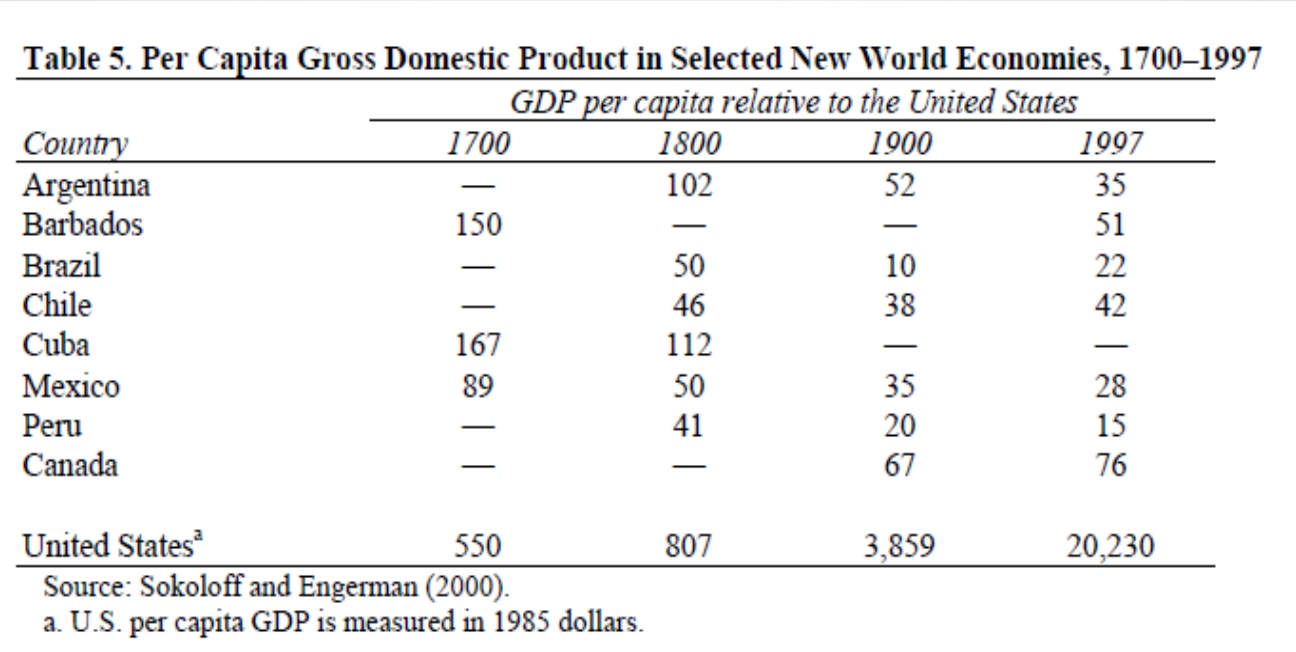 Table 5. Per Capita Gross Domestic Product in Selected New World Economies, 1700–1997
GDP per capita relative to the United States
Country 1700 1800 1900 1997
Argentina — 102 52 35
Barbados 150 — — 51
Brazil — 50 10 22
Chile — 46 38 42
Cuba 167 112 — —
Mexico 89 50 35 28
Peru — 41 20 15
Canada — — 67 76
United Statesᵃ 550 807 3,859 20,230
Source: Sokoloff and Engerman (2000).
a. U.S. per capita GDP is measured in 1985 dollars.